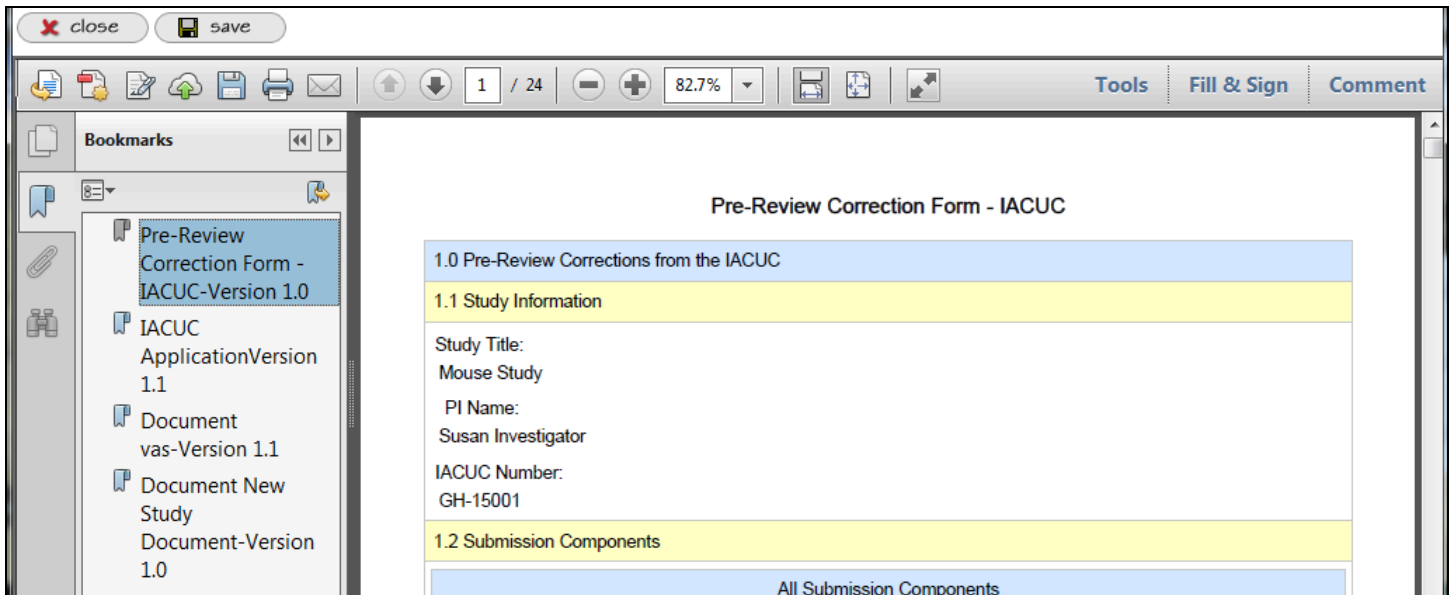 close save
1 / 24 82.7% Tools Fill & Sign Comment
Bookmarks
Pre-Review
Correction Form -
IACUC-Version 1.0
IACUC
ApplicationVersion
1.1
Document
vas-Version 1.1
Document New
Study
Document-Version
1.0
Pre-Review Correction Form - IACUC
1.0 Pre-Review Corrections from the IACUC
1.1 Study Information
Study Title:
Mouse Study
PI Name:
Susan Investigator
IACUC Number:
GH-15001
1.2 Submission Components
All Submission Components